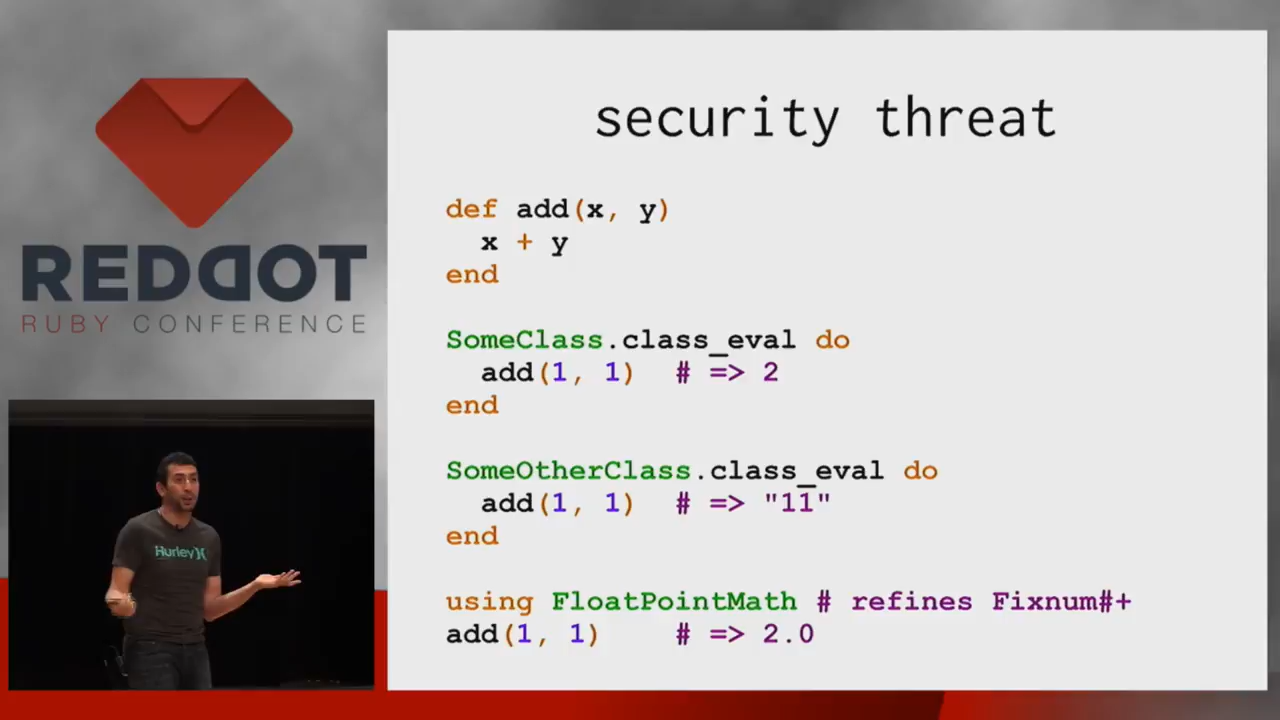 REDDOT
RUBY CONFERENCE
security threat
def add(x, y)
x + y
end
SomeClass.class_eval do
add(1, 1) # => 2
end
SomeOtherClass.class_eval do
add(1, 1) # => "11"
end
using FloatPointMath # refines Fixnum#+
add(1, 1) # => 2.0
Hurley